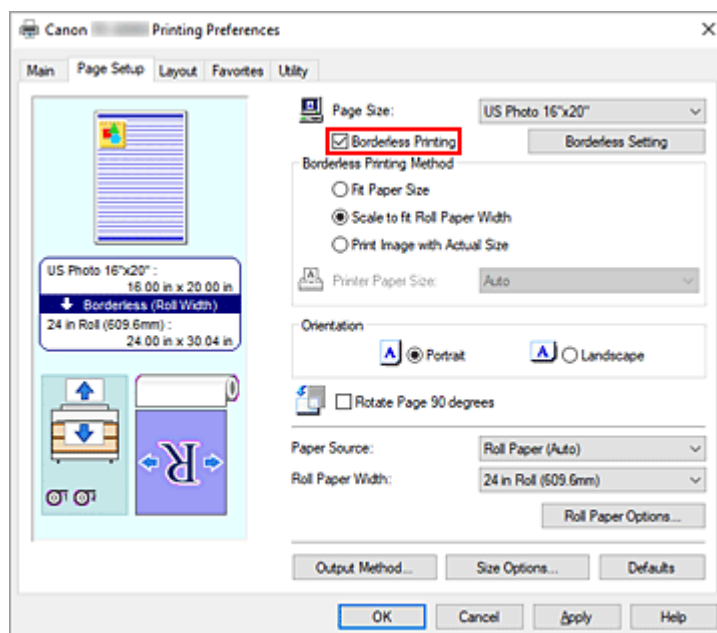 Canon Printing Preferences
Main Page Setup Layout Favorites Utility
Page Size: US Photo 16"x20"
Borderless Printing Borderless Setting
Borderless Printing Method
Fit Paper Size
Scale to fit Roll Paper Width
Print Image with Actual Size
Printer Paper Size: Auto
US Photo 16"x20" :
16.00 in x 20.00 in
Borderless (Roll Width)
24 in Roll (609.6mm) :
24.00 in x 30.04 in
Orientation
A Portrait A Landscape
Rotate Page 90 degrees
R
Paper Source: Roll Paper (Auto)
Roll Paper Width: 24 in Roll (609.6mm)
Roll Paper Options...
Output Method... Size Options... Defaults
OK Cancel Apply Help